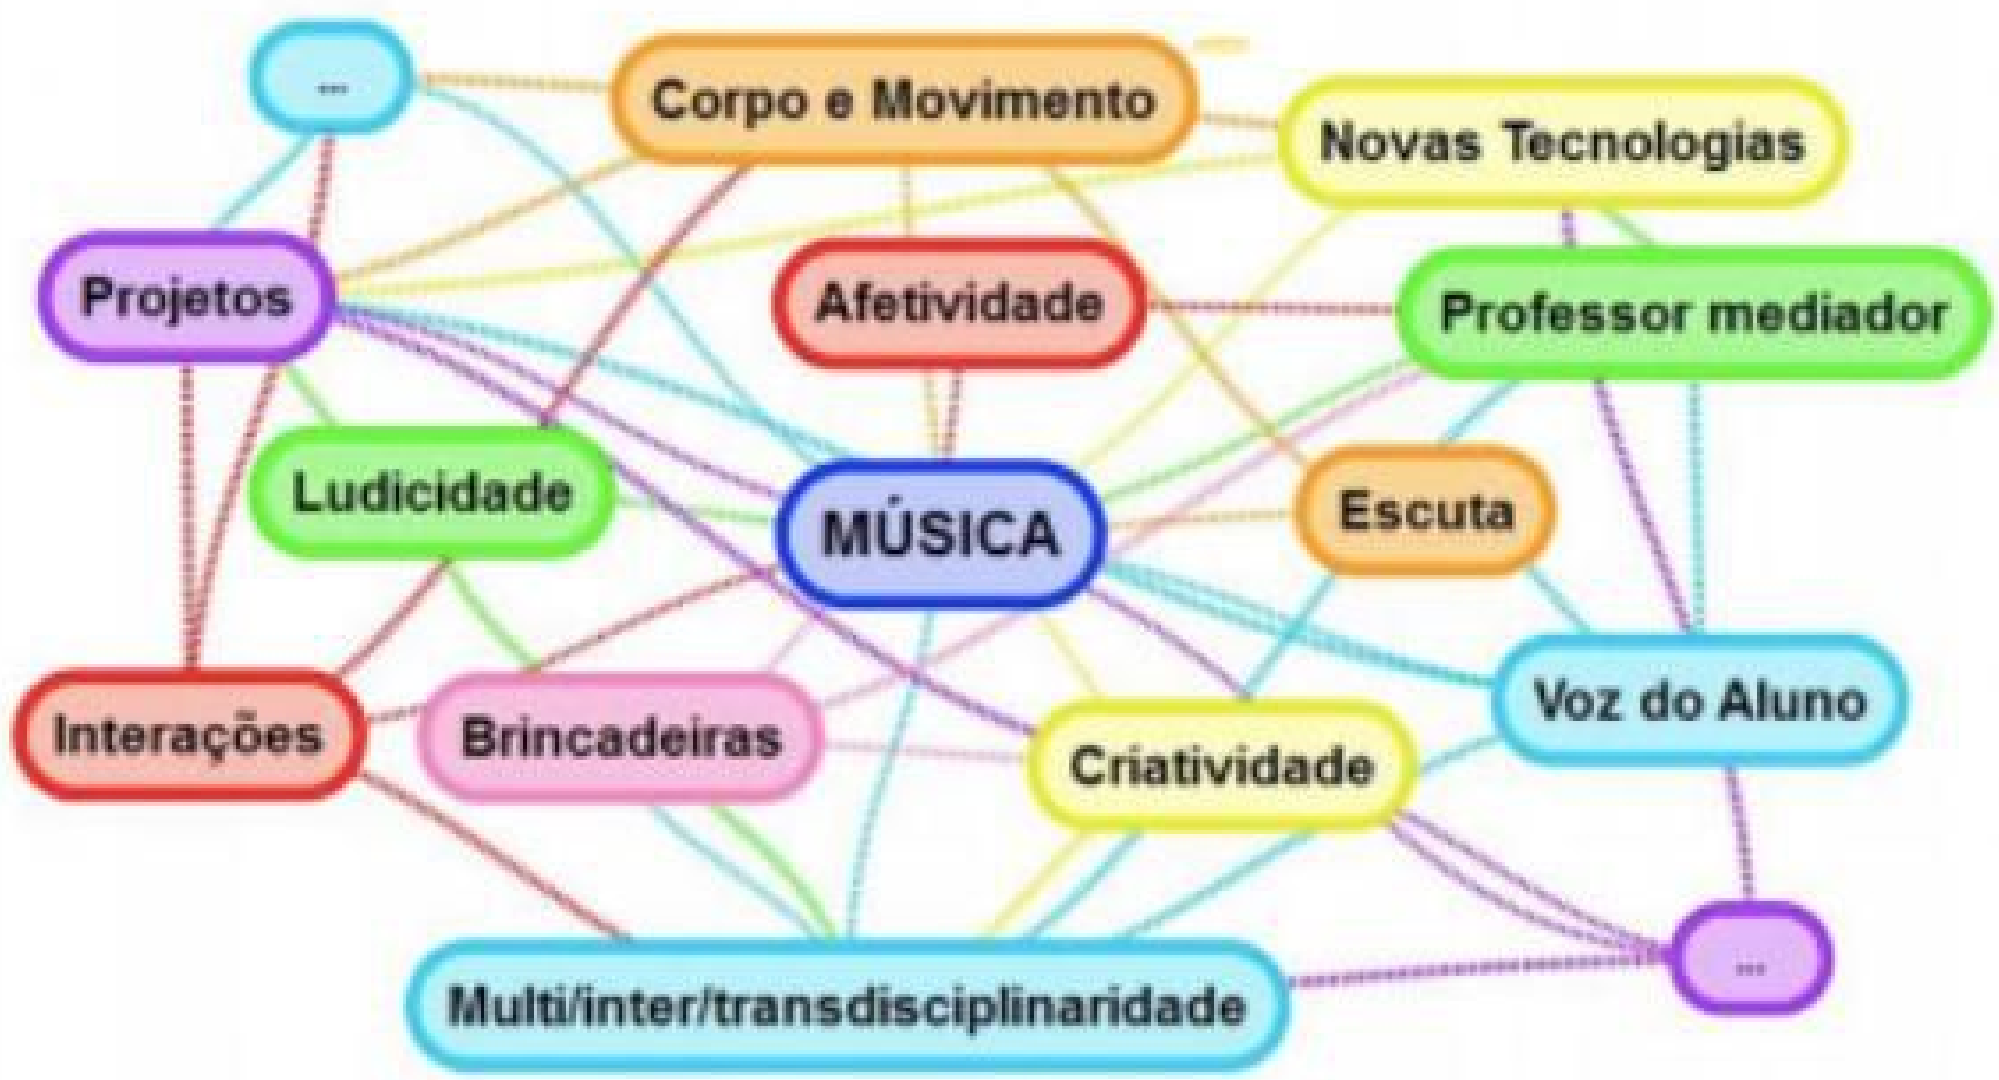 ...
Corpo e Movimento
Novas Tecnologias
Projetos
Afetividade
Professor mediador
Ludicidade
MÚSICA
Escuta
Interações
Brincadeiras
Criatividade
Voz do Aluno
...
Multi/inter/transdisciplinaridade